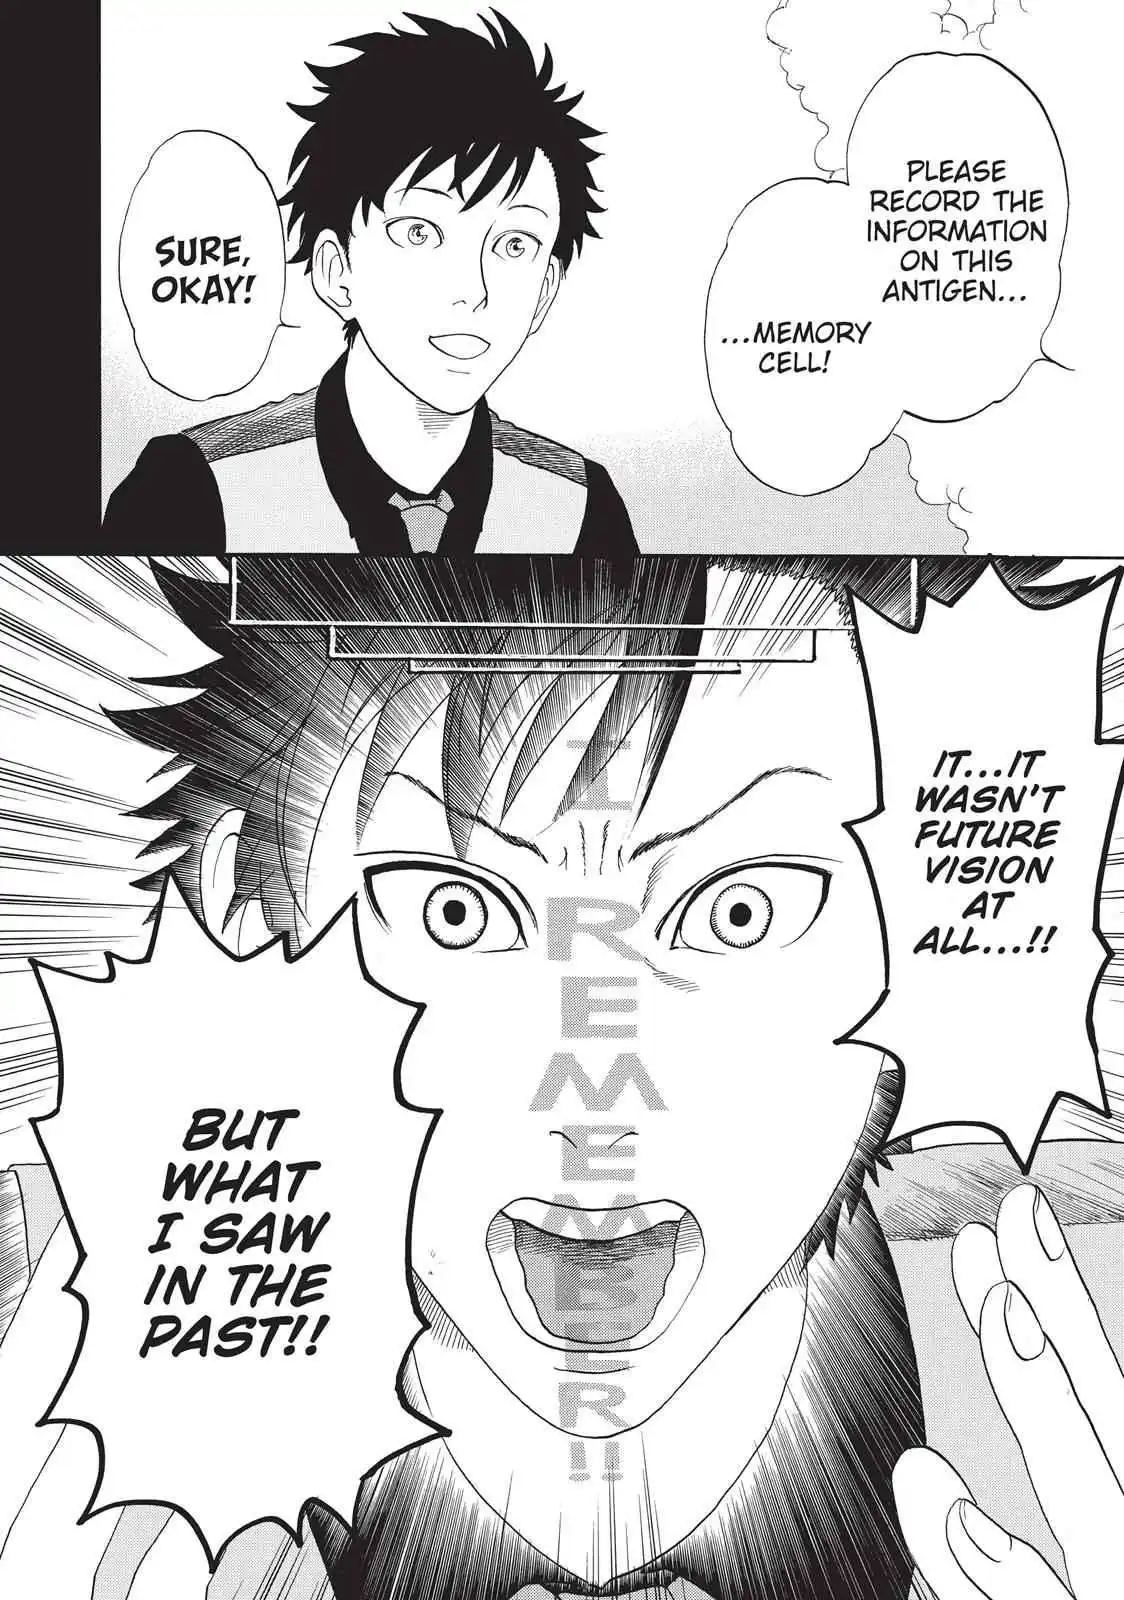 PLEASE
RECORD THE
INFORMATION
ON THIS
ANTIGEN...
...MEMORY
CELL!
SURE,
OKAY!
IT...IT
WASN'T
FUTURE
VISION
AT
ALL...!!
I REMEMBER!!
BUT
WHAT
I SAW
IN THE
PAST!!